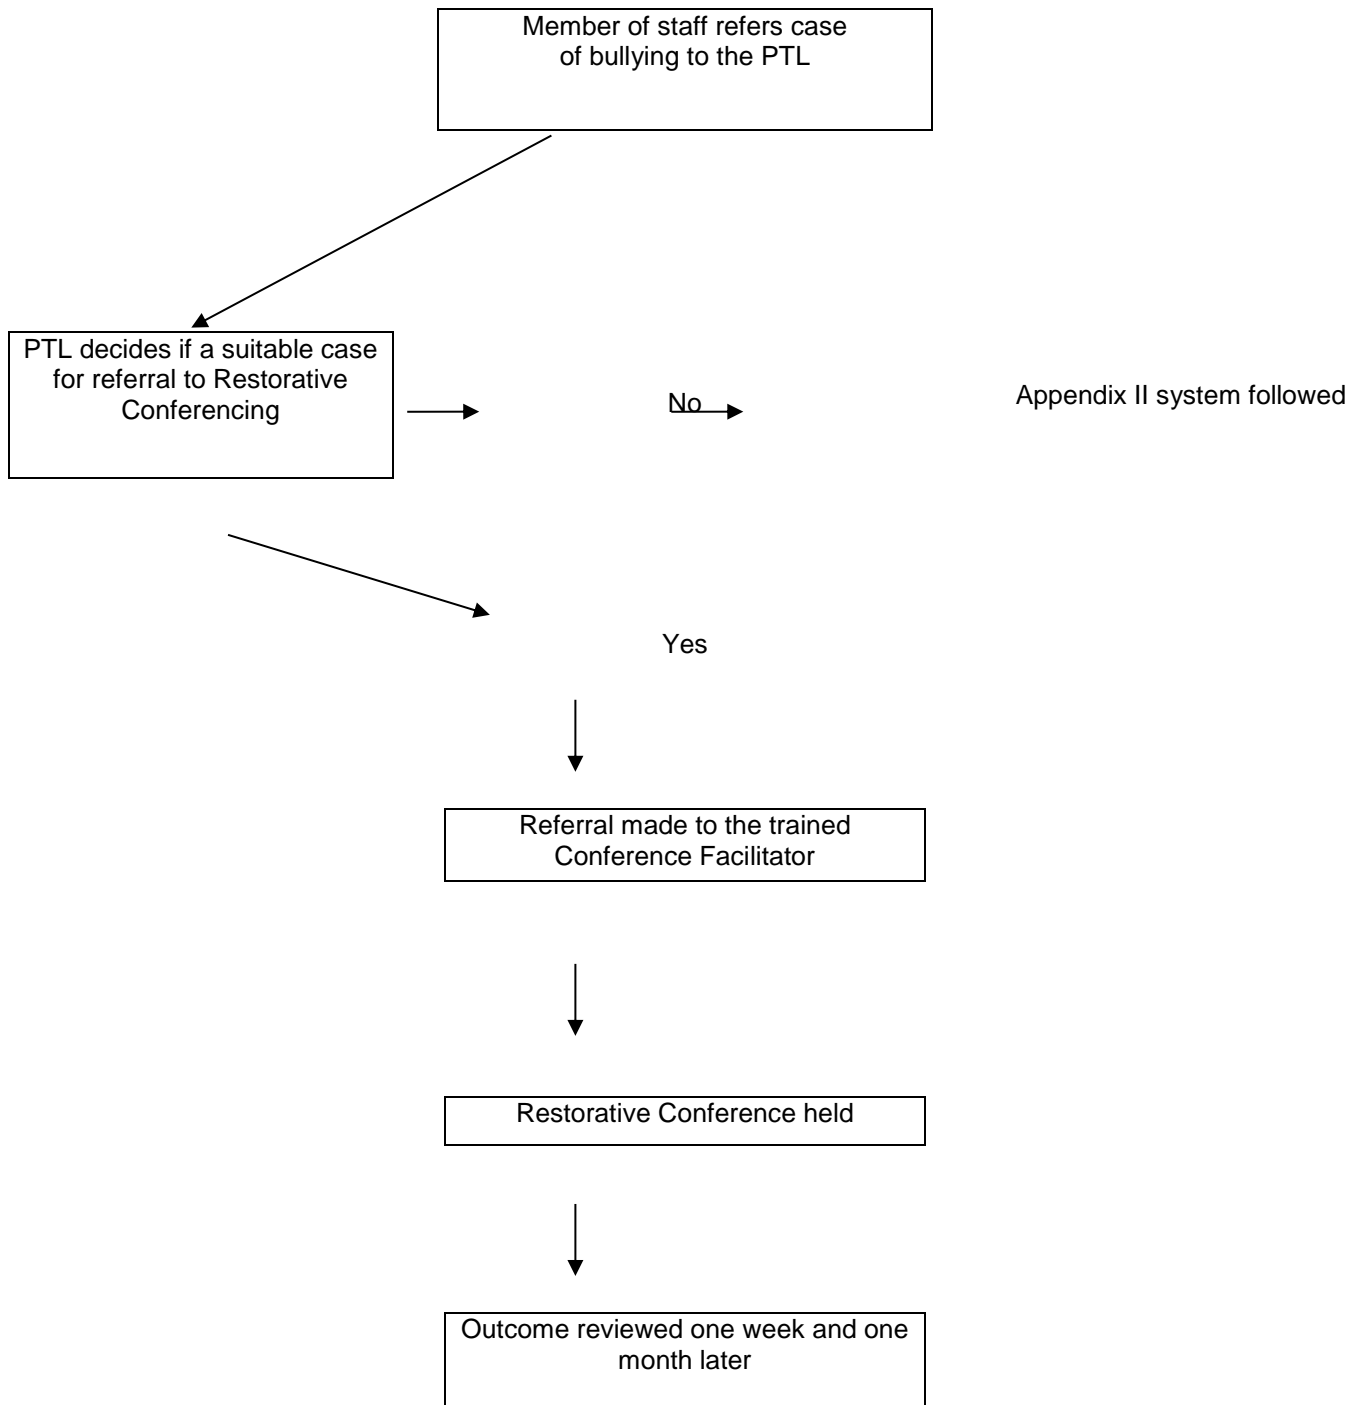 Member of staff refers case
of bullying to the PTL
PTL decides if a suitable case
for referral to Restorative
Conferencing
No
Appendix II system followed
Yes
Referral made to the trained
Conference Facilitator
Restorative Conference held
Outcome reviewed one week and one
month later